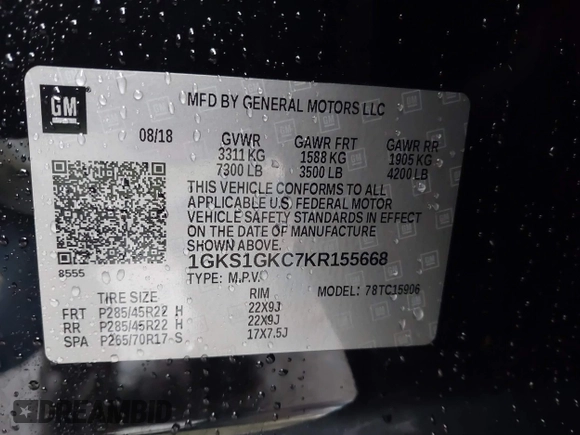 GM
MFD BY GENERAL MOTORS LLC
08/18 GVWR GAWR FRT GAWR RR
3311 KG 1588 KG 1905 KG
7300 LB 3500 LB 4200 LB
THIS VEHICLE CONFORMS TO ALL
APPLICABLE U.S. FEDERAL MOTOR
VEHICLE SAFETY STANDARDS IN EFFECT
ON THE DATE OF MANUFACTURE
SHOWN ABOVE.
8555
1GKS1GKC7KR155668
TYPE: M.P.V. MODEL: 78TC15906
TIRE SIZE RIM
FRT P285/45R22 H 22X9J
RR P285/45R22 H 22X9J
SPA P265/70R17-S 17X7.5J
DREAMBID